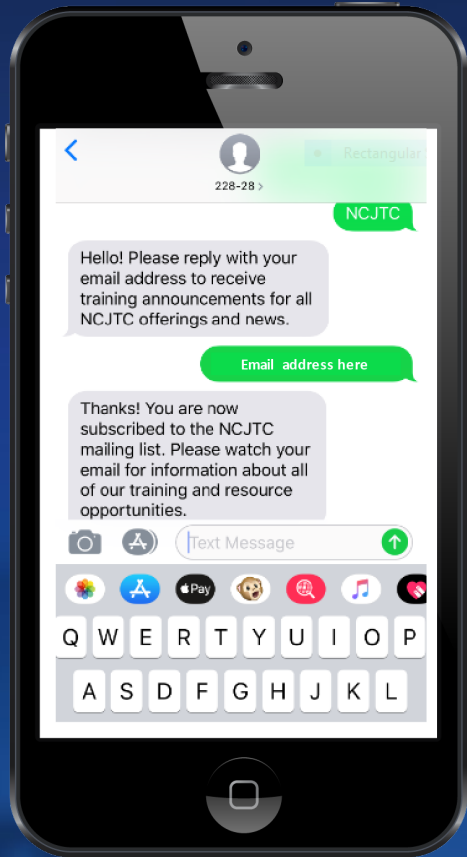 Rectangular
228-28 >
NCJTC
Hello! Please reply with your
email address to receive
training announcements for all
NCJTC offerings and news.
Email address here
Thanks! You are now
subscribed to the NCJTC
mailing list. Please watch your
email for information about all
of our training and resource
opportunities.
Text Message
Pay
Q W E R T Y U I O P
A S D F G H J K L